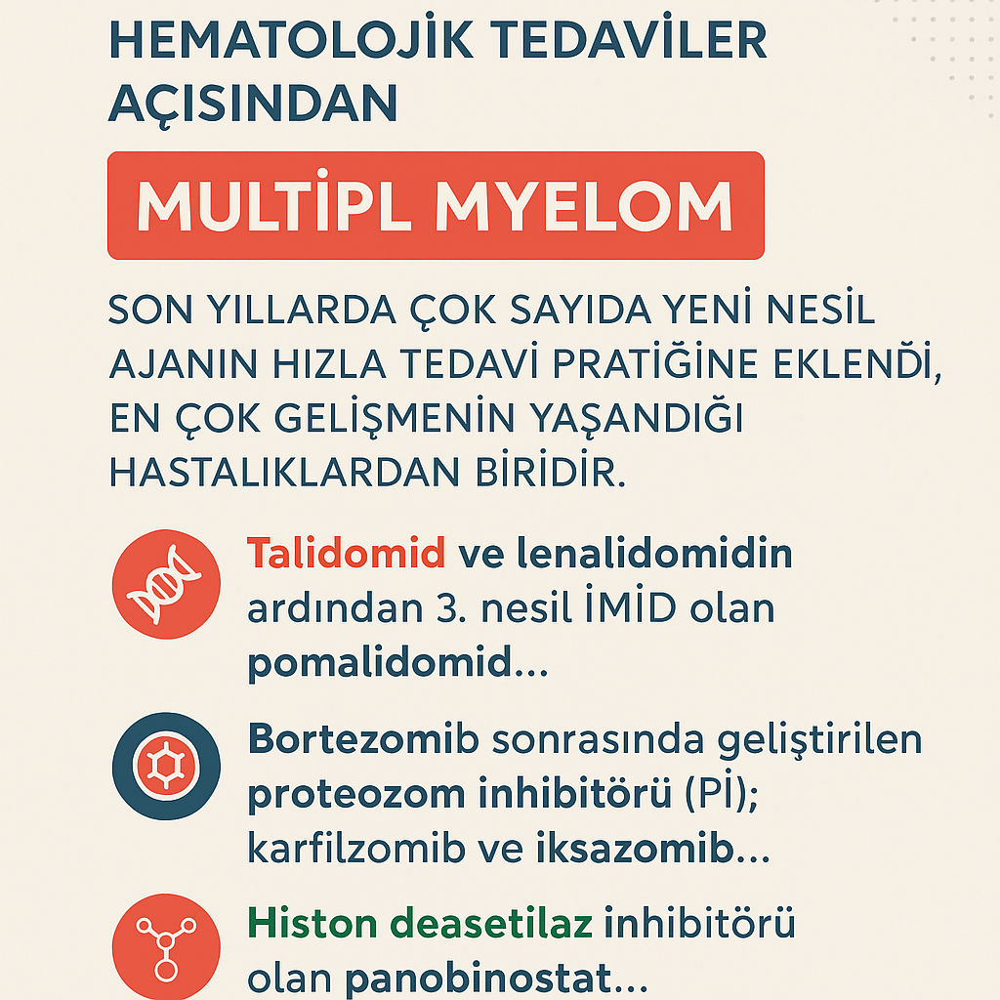 HEMATOLOJİK TEDAVİLER
AÇISINDAN
MULTİPL MYELOM
SON YILLARDA ÇOK SAYIDA YENİ NESİL
AJANIN HIZLA TEDAVİ PRATİĞİNE EKLEND̆İ,
EN ÇOK GELİŞMENİN YAŞANDIĞI
HASTALIKLARDAN BİRİDİR.
Talidomid ve lenalidomidin
ardından 3. nesil İMİD olan
pomalidomid...
Bortezomib sonrasında geliştirilen
proteozom inhibitörü (Pİ);
karfilzomib ve iksazomib...
Histon deasetilaz inhibitörü
olan panobinostat...